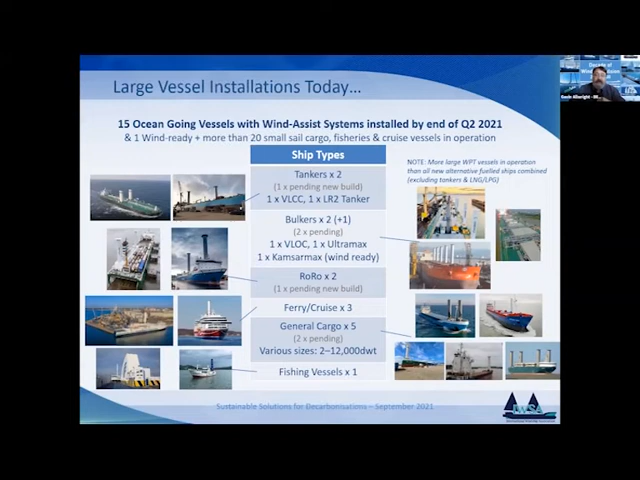 Large Vessel Installations Today...
15 Ocean Going Vessels with Wind-Assist Systems installed by end of Q2 2021
& 1 Wind-ready + more than 20 small sail cargo, fisheries & cruise vessels in operation
Ship Types
Tankers x 2
(1 x pending new build)
1 x VLCC, 1 x LR2 Tanker
Bulkers x 2 (+1)
(2 x pending)
1 x VLOC, 1 x Ultramax
1 x Kamsarmax (wind ready)
RoRo x 2
(1 x pending new build)
Ferry/Cruise x 3
General Cargo x 5
(2 x pending)
Various sizes: 2–12,000dwt
Fishing Vessels x 1
NOTE: More large WPT vessels in operation
than all new alternative fuelled ships combined
(excluding tankers & LNG/LPG)
Sustainable Solutions for Decarbonisations – September 2021
IWSA
Decade of